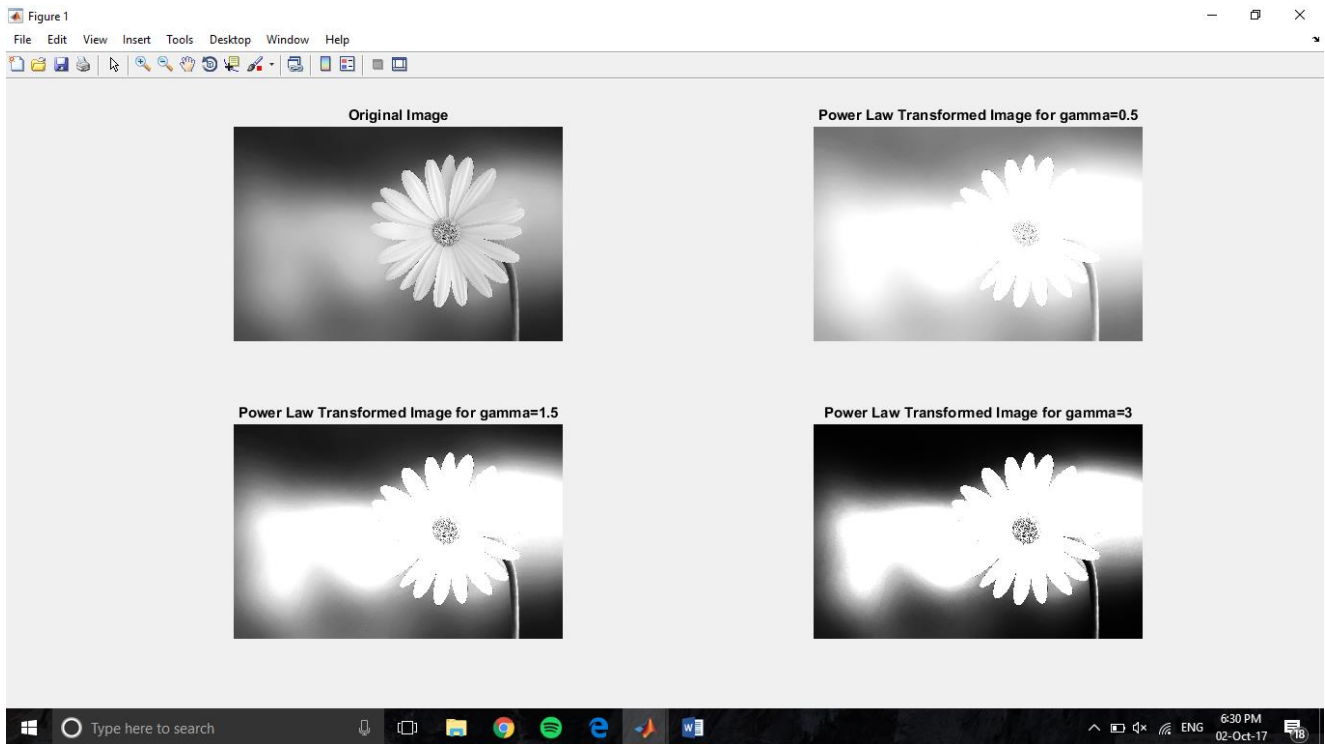 Figure 1
File Edit View Insert Tools Desktop Window Help
Original Image
Power Law Transformed Image for gamma=0.5
Power Law Transformed Image for gamma=1.5
Power Law Transformed Image for gamma=3
Type here to search
ENG
6:30 PM
02-Oct-17
18